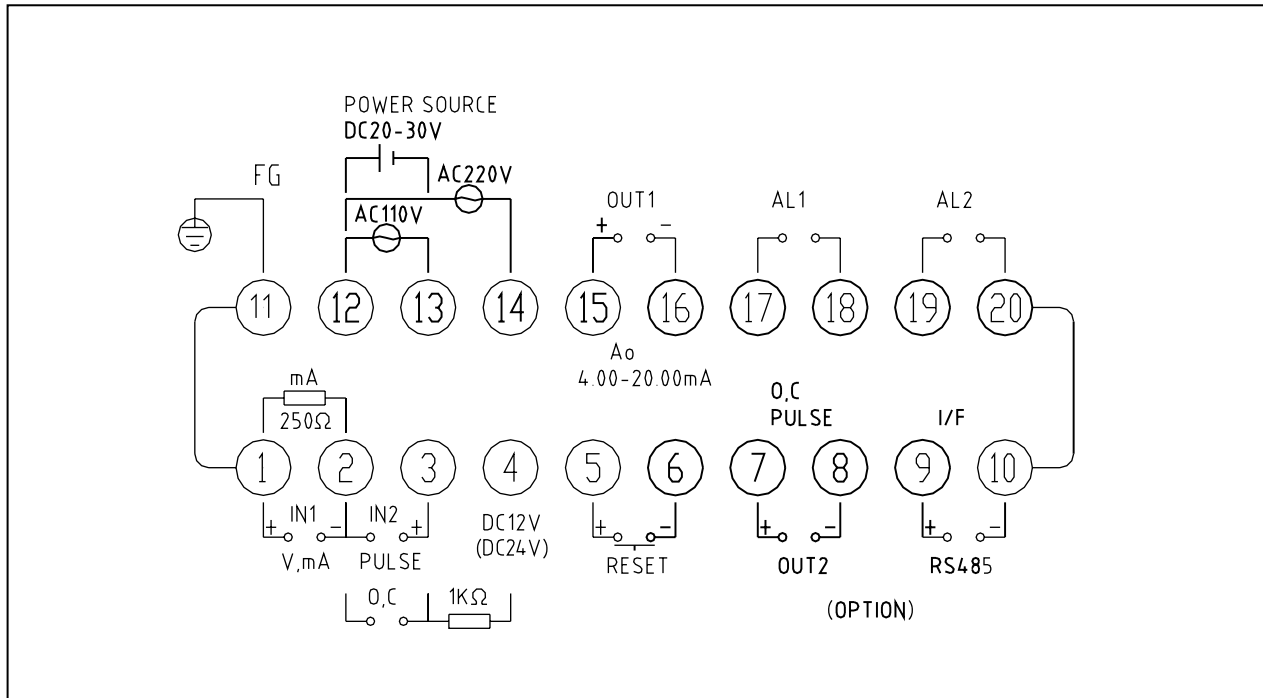 POWER SOURCE
DC20-30V
FG
AC220V
AC110V
OUT1
AL1
AL2
+ -
11 12 13 14 15 16 17 18 19 20
Ao
4.00-20.00mA
mA
250Ω
O,C
PULSE
I/F
1 2 3 4 5 6 7 8 9 10
+ IN1 - IN2 +
V,mA PULSE
DC12V
(DC24V)
+ -
RESET
+ -
OUT2
+ -
RS485
O,C
1KΩ
(OPTION)